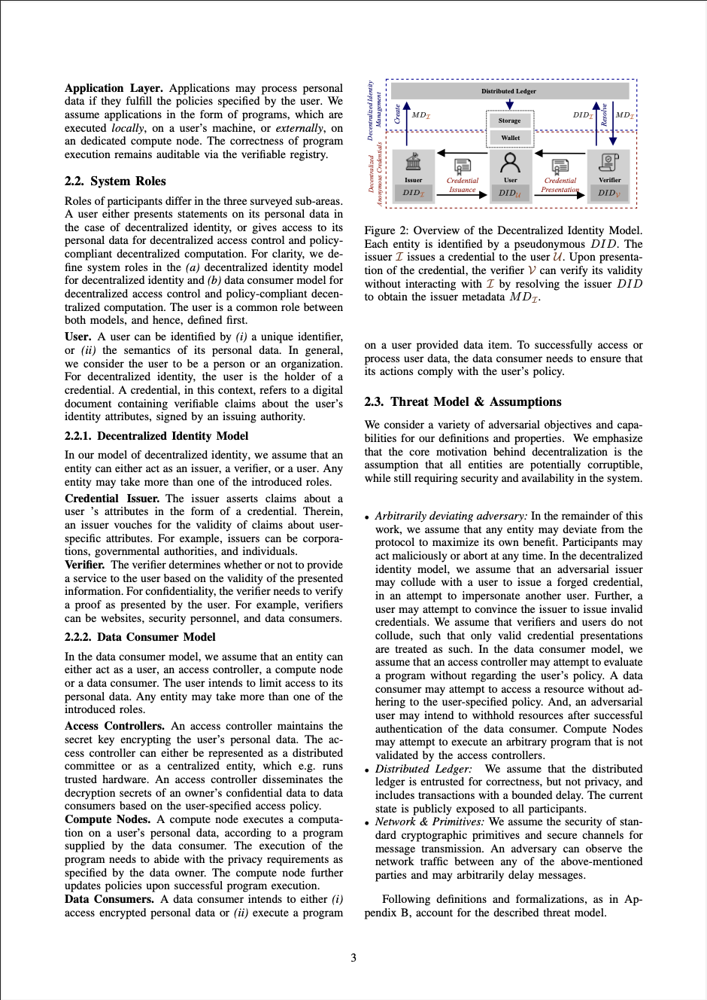 Application Layer. Applications may process personal
data if they fulfill the policies specified by the user. We
assume applications in the form of programs, which are
executed locally, on a user's machine, or externally, on
an dedicated compute node. The correctness of program
execution remains auditable via the verifiable registry.
2.2. System Roles
Roles of participants differ in the three surveyed sub-areas.
A user either presents statements on its personal data in
the case of decentralized identity, or gives access to its
personal data for decentralized access control and policy-
compliant decentralized computation. For clarity, we de-
fine system roles in the (a) decentralized identity model
for decentralized identity and (b) data consumer model for
decentralized access control and policy-compliant decen-
tralized computation. The user is a common role between
both models, and hence, defined first.
User. A user can be identified by (i) a unique identifier,
or (ii) the semantics of its personal data. In general,
we consider the user to be a person or an organization.
For decentralized identity, the user is the holder of a
credential. A credential, in this context, refers to a digital
document containing verifiable claims about the user's
identity attributes, signed by an issuing authority.
2.2.1. Decentralized Identity Model
In our model of decentralized identity, we assume that an
entity can either act as an issuer, a verifier, or a user. Any
entity may take more than one of the introduced roles.
Credential Issuer. The issuer asserts claims about a
user 's attributes in the form of a credential. Therein,
an issuer vouches for the validity of claims about user-
specific attributes. For example, issuers can be corpora-
tions, governmental authorities, and individuals.
Verifier. The verifier determines whether or not to provide
a service to the user based on the validity of the presented
information. For confidentiality, the verifier needs to verify
a proof as presented by the user. For example, verifiers
can be websites, security personnel, and data consumers.
2.2.2. Data Consumer Model
In the data consumer model, we assume that an entity can
either act as a user, an access controller, a compute node
or a data consumer. The user intends to limit access to its
personal data. Any entity may take more than one of the
introduced roles.
Access Controllers. An access controller maintains the
secret key encrypting the user's personal data. The ac-
cess controller can either be represented as a distributed
committee or as a centralized entity, which e.g. runs
trusted hardware. An access controller disseminates the
decryption secrets of an owner's confidential data to data
consumers based on the user-specified access policy.
Compute Nodes. A compute node executes a computa-
tion on a user's personal data, according to a program
supplied by the data consumer. The execution of the
program needs to abide with the privacy requirements as
specified by the data owner. The compute node further
updates policies upon successful program execution.
Data Consumers. A data consumer intends to either (i)
access encrypted personal data or (ii) execute a program
Decentralized Identity
Management
Decentralized
Anonymous Credentials
Distributed Ledger
Create
MD_I
Storage
Wallet
DID_I
Resolve
MD_I
Issuer
DID_I
Credential
Issuance
User
DID_U
Credential
Presentation
Verifier
DID_V
Figure 2: Overview of the Decentralized Identity Model.
Each entity is identified by a pseudonymous DID. The
issuer I issues a credential to the user U. Upon presenta-
tion of the credential, the verifier V can verify its validity
without interacting with I by resolving the issuer DID
to obtain the issuer metadata MD_I.
on a user provided data item. To successfully access or
process user data, the data consumer needs to ensure that
its actions comply with the user's policy.
2.3. Threat Model & Assumptions
We consider a variety of adversarial objectives and capa-
bilities for our definitions and properties. We emphasize
that the core motivation behind decentralization is the
assumption that all entities are potentially corruptible,
while still requiring security and availability in the system.
• Arbitrarily deviating adversary: In the remainder of this
work, we assume that any entity may deviate from the
protocol to maximize its own benefit. Participants may
act maliciously or abort at any time. In the decentralized
identity model, we assume that an adversarial issuer
may collude with a user to issue a forged credential,
in an attempt to impersonate another user. Further, a
user may attempt to convince the issuer to issue invalid
credentials. We assume that verifiers and users do not
collude, such that only valid credential presentations
are treated as such. In the data consumer model, we
assume that an access controller may attempt to evaluate
a program without regarding the user's policy. A data
consumer may attempt to access a resource without ad-
hering to the user-specified policy. And, an adversarial
user may intend to withhold resources after successful
authentication of the data consumer. Compute Nodes
may attempt to execute an arbitrary program that is not
validated by the access controllers.
• Distributed Ledger: We assume that the distributed
ledger is entrusted for correctness, but not privacy, and
includes transactions with a bounded delay. The current
state is publicly exposed to all participants.
• Network & Primitives: We assume the security of stan-
dard cryptographic primitives and secure channels for
message transmission. An adversary can observe the
network traffic between any of the above-mentioned
parties and may arbitrarily delay messages.
Following definitions and formalizations, as in Ap-
pendix B, account for the described threat model.
3